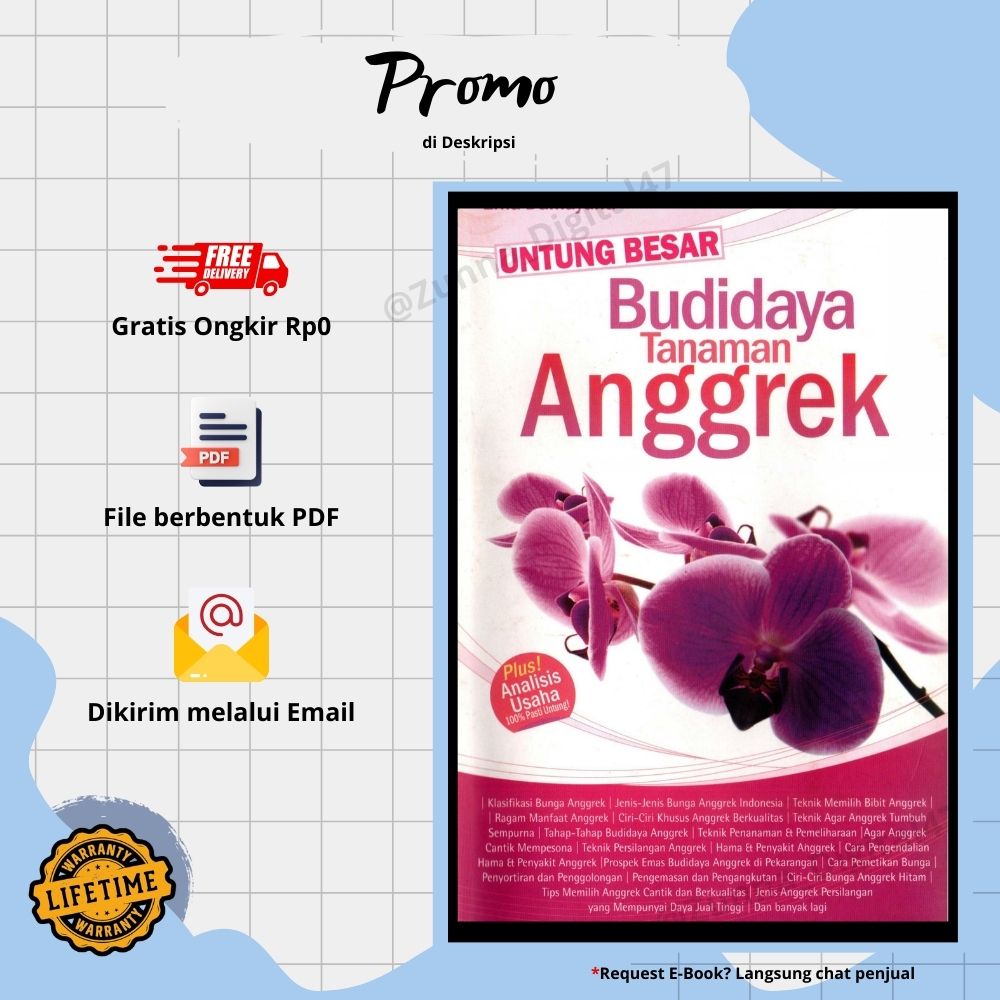 Promo
di Deskripsi
FREE
DELIVERY
Gratis Ongkir Rp0
PDF
File berbentuk PDF
@
Dikirim melalui Email
WARRANTY
LIFETIME
WARRANTY
UNTUNG BESAR
Budidaya
Tanaman
Anggrek
Plus!
Analisis
Usaha
100% Pasti Untung!
| Klasifikasi Bunga Anggrek | Jenis-Jenis Bunga Anggrek Indonesia | Teknik Memilih Bibit Anggrek |
| Ragam Manfaat Anggrek | Ciri-Ciri Khusus Anggrek Berkualitas | Teknik Agar Anggrek Tumbuh
Sempurna | Tahap-Tahap Budidaya Anggrek | Teknik Penanaman & Pemeliharaan |Agar Anggrek
Cantik Mempesona | Teknik Persilangan Anggrek | Hama & Penyakit Anggrek | Cara Pengendalian
Hama & Penyakit Anggrek |Prospek Emas Budidaya Anggrek di Pekarangan | Cara Pemetikan Bunga |
Penyortiran dan Penggolongan | Pengemasan dan Pengangkutan | Ciri-Ciri Bunga Anggrek Hitam |
Tips Memilih Anggrek Cantik dan Berkualitas | Jenis Anggrek Persilangan
yang Mempunyai Daya Jual Tinggi | Dan banyak lagi
*Request E-Book? Langsung chat penjual